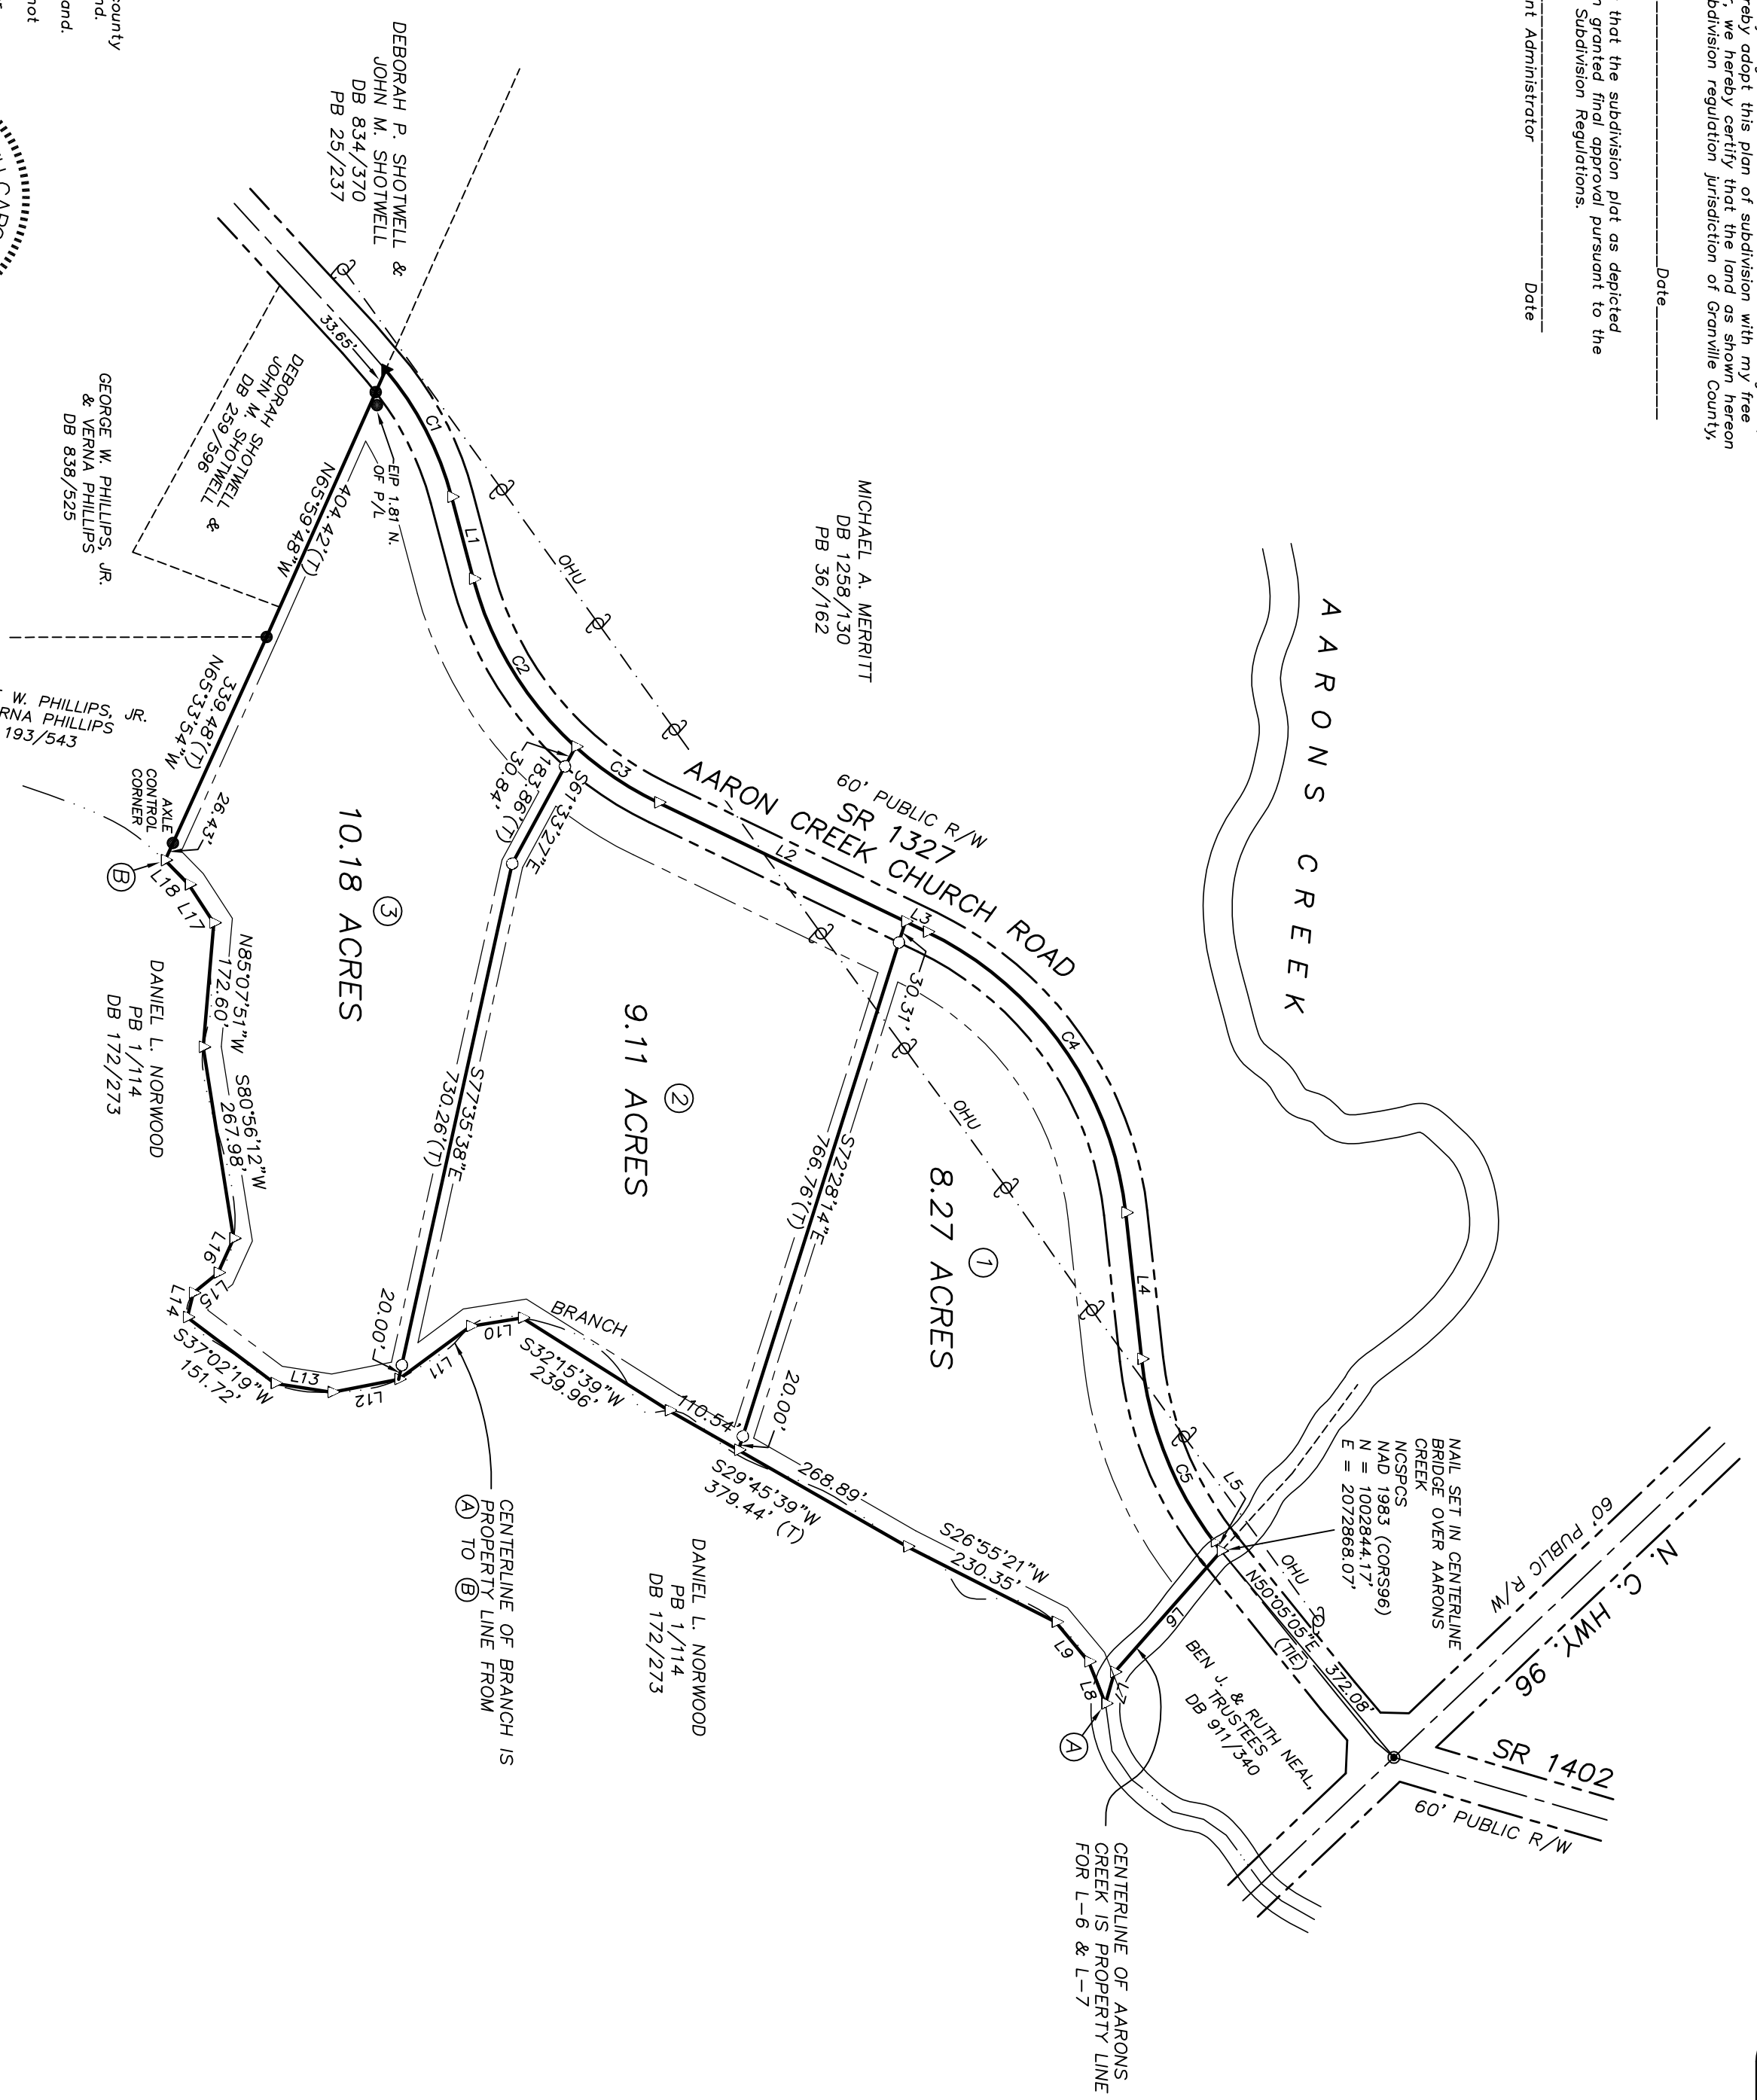 reby adopt this plan of subdivision with my free
, we hereby certify that the land as shown hereon
bdivision regulation jurisdiction of Granville County,
Date
that the subdivision plat as depicted
n granted final approval pursuant to the
Subdivision Regulations.
nt Administrator
Date
county
nd.
and.
not
A A R O N S   C R E E K
N. C. HWY. 96
60' PUBLIC R/W
SR 1402
60' PUBLIC R/W
NAIL SET IN CENTERLINE
BRIDGE OVER AARONS
CREEK
NCSPCS
NAD 1983 (CORS96)
N = 1002844.17'
E = 2072868.07'
N50°05'05"E
372.08'
(TIE)
BEN J. & RUTH NEAL,
TRUSTEES
DB 911/340
CENTERLINE OF AARONS
CREEK IS PROPERTY LINE
FOR L-6 & L-7
MICHAEL A. MERRITT
DB 1258/130
PB 36/162
60' PUBLIC R/W
SR 1327
AARON CREEK CHURCH ROAD
OHU
OHU
OHU
C1
L1
C2
C3
L2
L3
C4
L4
C5
L5
L6
L7
L8
L9
A
1
8.27 ACRES
S26°55'21"W
230.35'
268.89'
S29°45'39"W
379.44' (T)
110.54'
20.00'
30.31'
S72°28'14"E
766.76'(T)
2
9.11 ACRES
BRANCH
S32°15'39"W
239.96'
L10
L11
DANIEL L. NORWOOD
PB 1/114
DB 172/273
CENTERLINE OF BRANCH IS
PROPERTY LINE FROM
A TO B
S61°33'27"E
183.86'(T)
30.84'
S77°35'38"E
730.26'(T)
20.00'
3
10.18 ACRES
L12
L13
S37°02'19"W
151.72'
L14
L15
L16
S80°56'12"W
267.98'
N85°07'51"W
172.60'
L17
L18
B
DANIEL L. NORWOOD
PB 1/114
DB 172/273
AXLE
CONTROL
CORNER
26.43'
339.48'(T)
N65°33'54"W
404.42'(T)
N65°59'48"W
EIP 1.81' N.
OF P/L
33.65'
DEBORAH P. SHOTWELL &
JOHN M. SHOTWELL
DB 834/370
PB 25/237
DEBORAH SHOTWELL &
JOHN M. SHOTWELL
DB 259/596
GEORGE W. PHILLIPS, JR.
& VERNA PHILLIPS
DB 838/525
W. PHILLIPS, JR.
RNA PHILLIPS
193/543